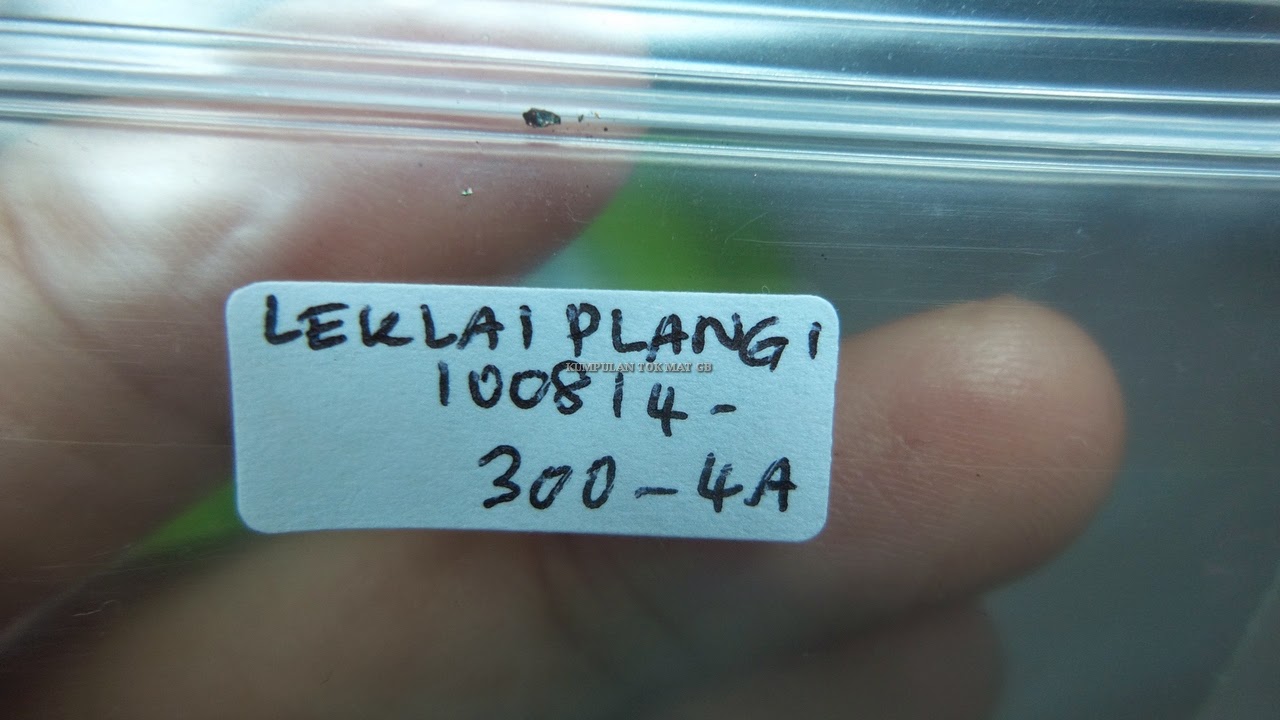 LEKLAI PLANGI
KUMPULAN TOK MAT GB
100814-
300-4A